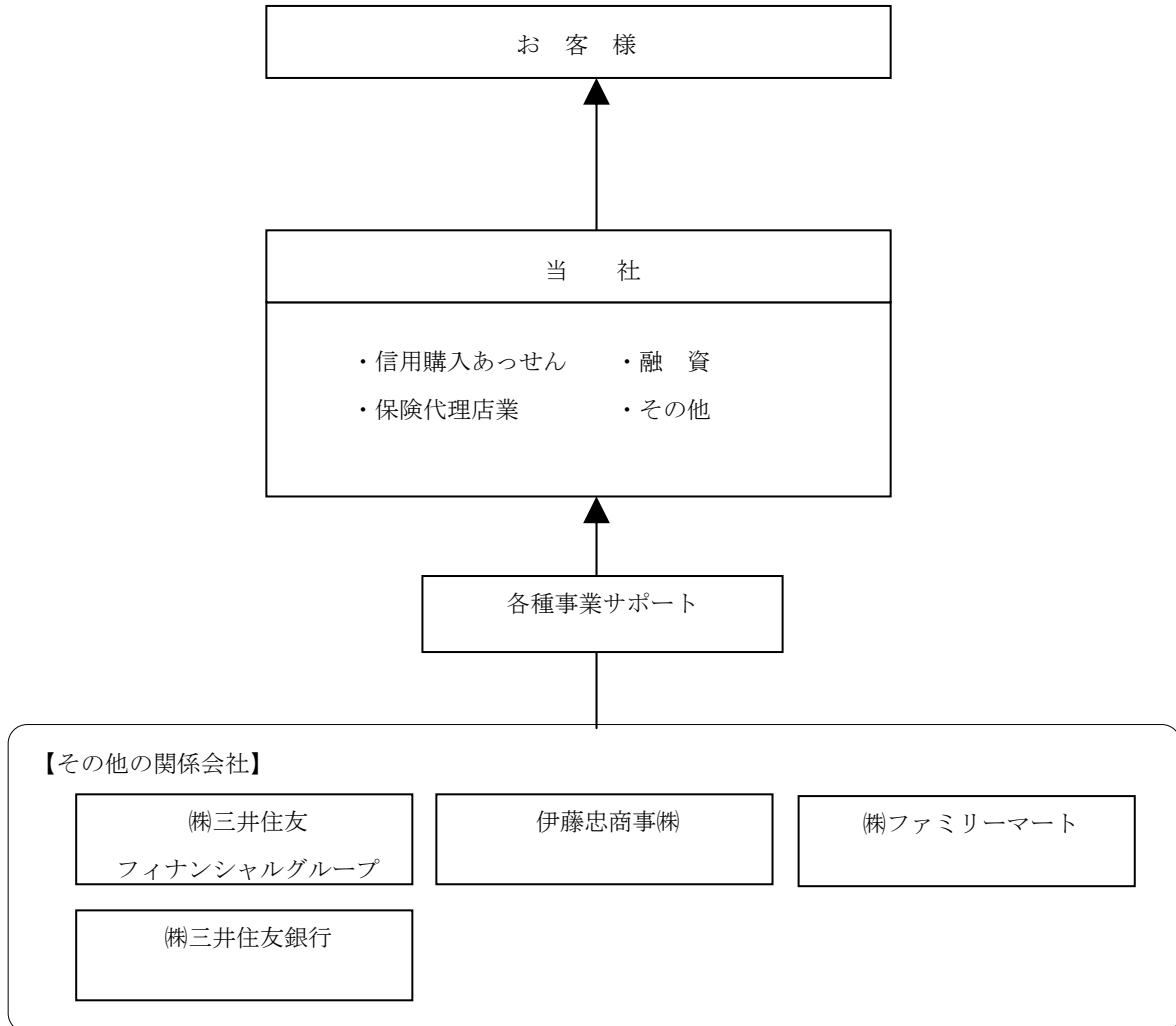 お　客　様
当　　社
・信用購入あっせん　　・融　資
・保険代理店業　　　　・その他
各種事業サポート
【その他の関係会社】
㈱三井住友
フィナンシャルグループ
伊藤忠商事㈱
㈱ファミリーマート
㈱三井住友銀行